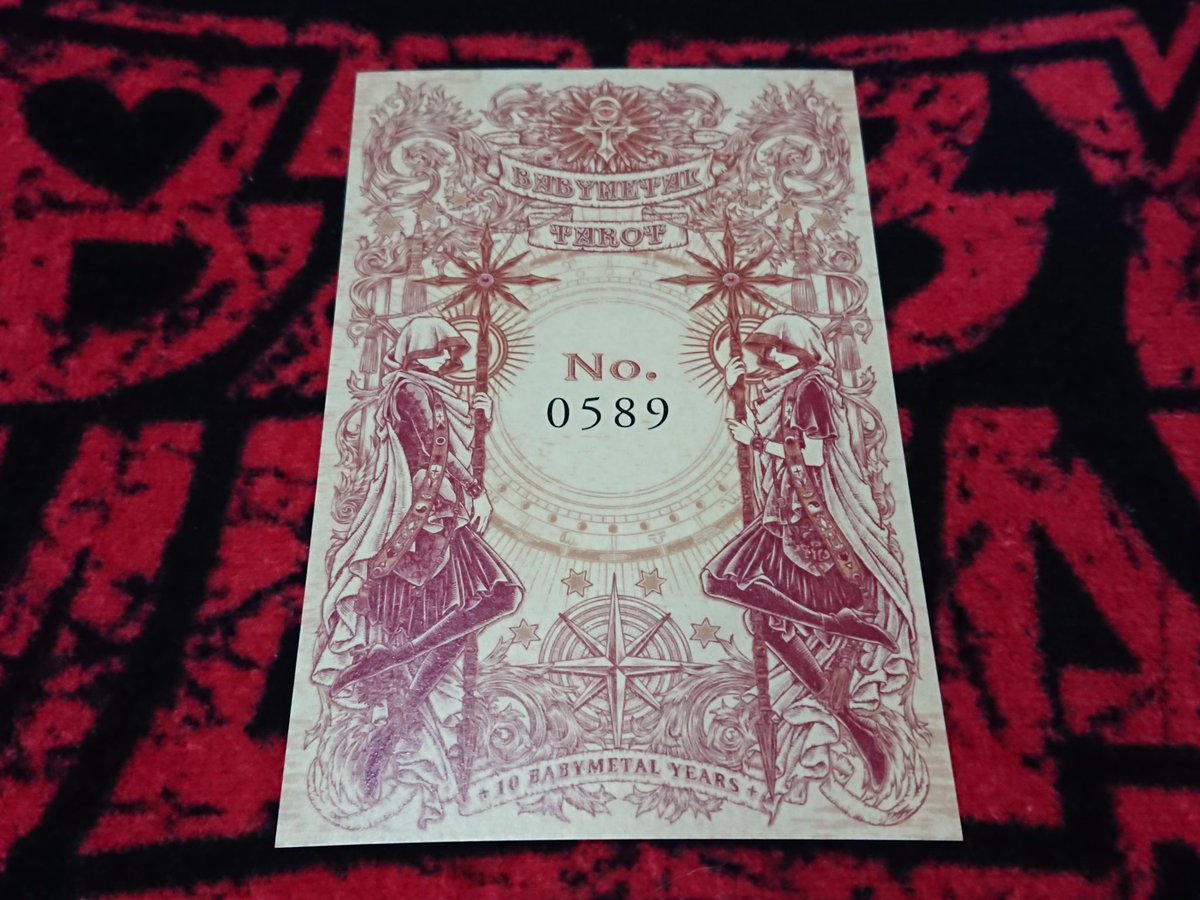 BABYMETAL
TAROT
No.
0589
+ 10 BABYMETAL YEARS +